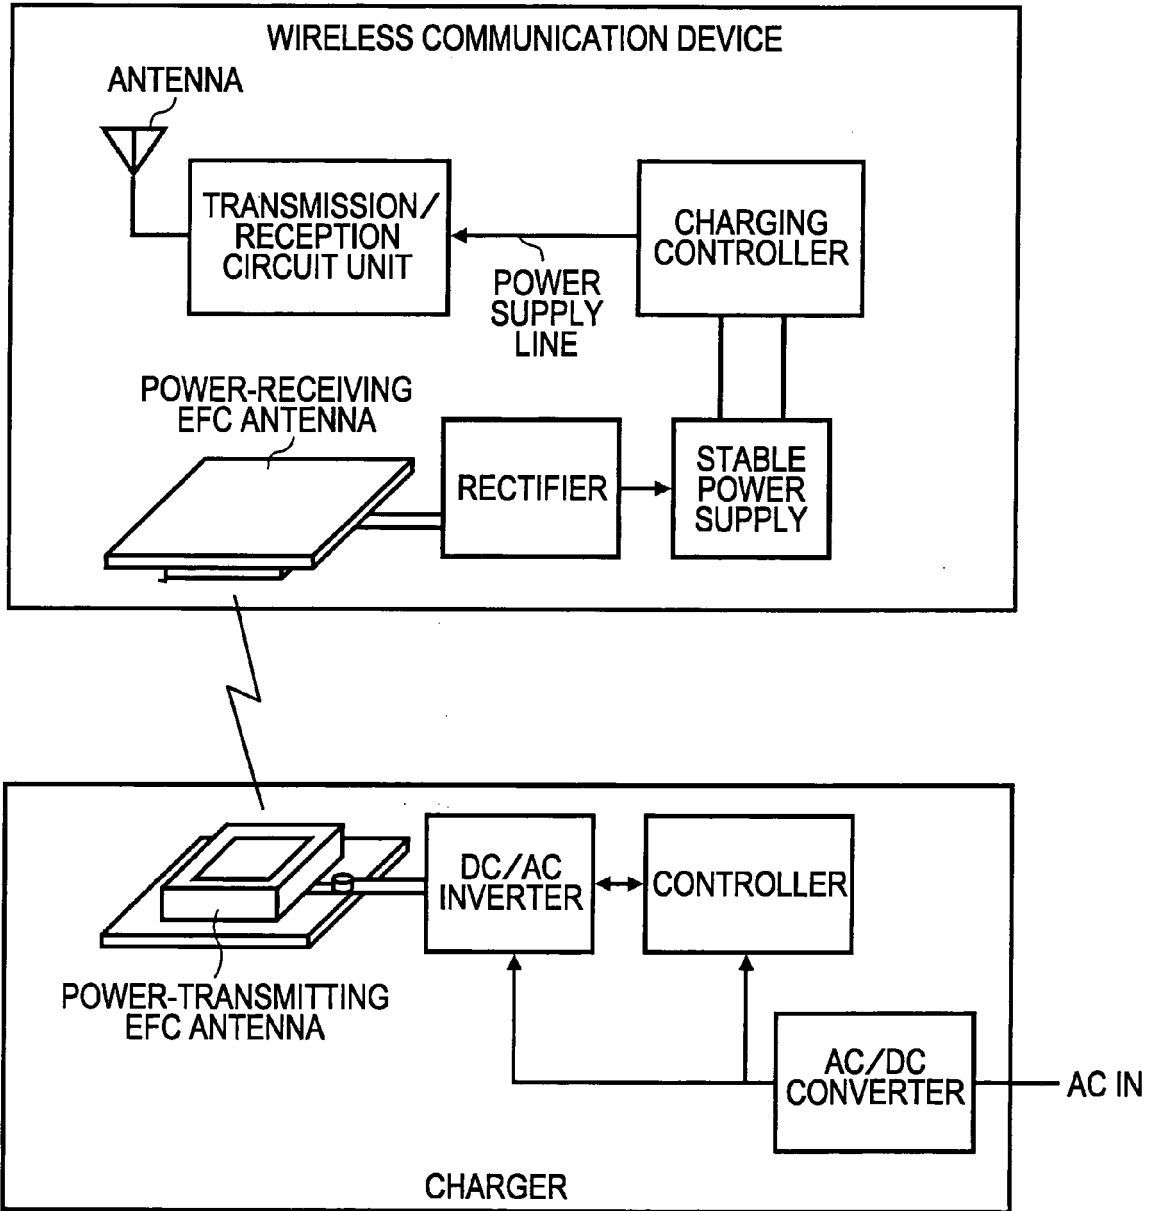 WIRELESS COMMUNICATION DEVICE
ANTENNA
TRANSMISSION/
RECEPTION
CIRCUIT UNIT
POWER
SUPPLY
LINE
CHARGING
CONTROLLER
POWER-RECEIVING
EFC ANTENNA
RECTIFIER
STABLE
POWER
SUPPLY
DC/AC
INVERTER
CONTROLLER
POWER-TRANSMITTING
EFC ANTENNA
AC/DC
CONVERTER
AC IN
CHARGER